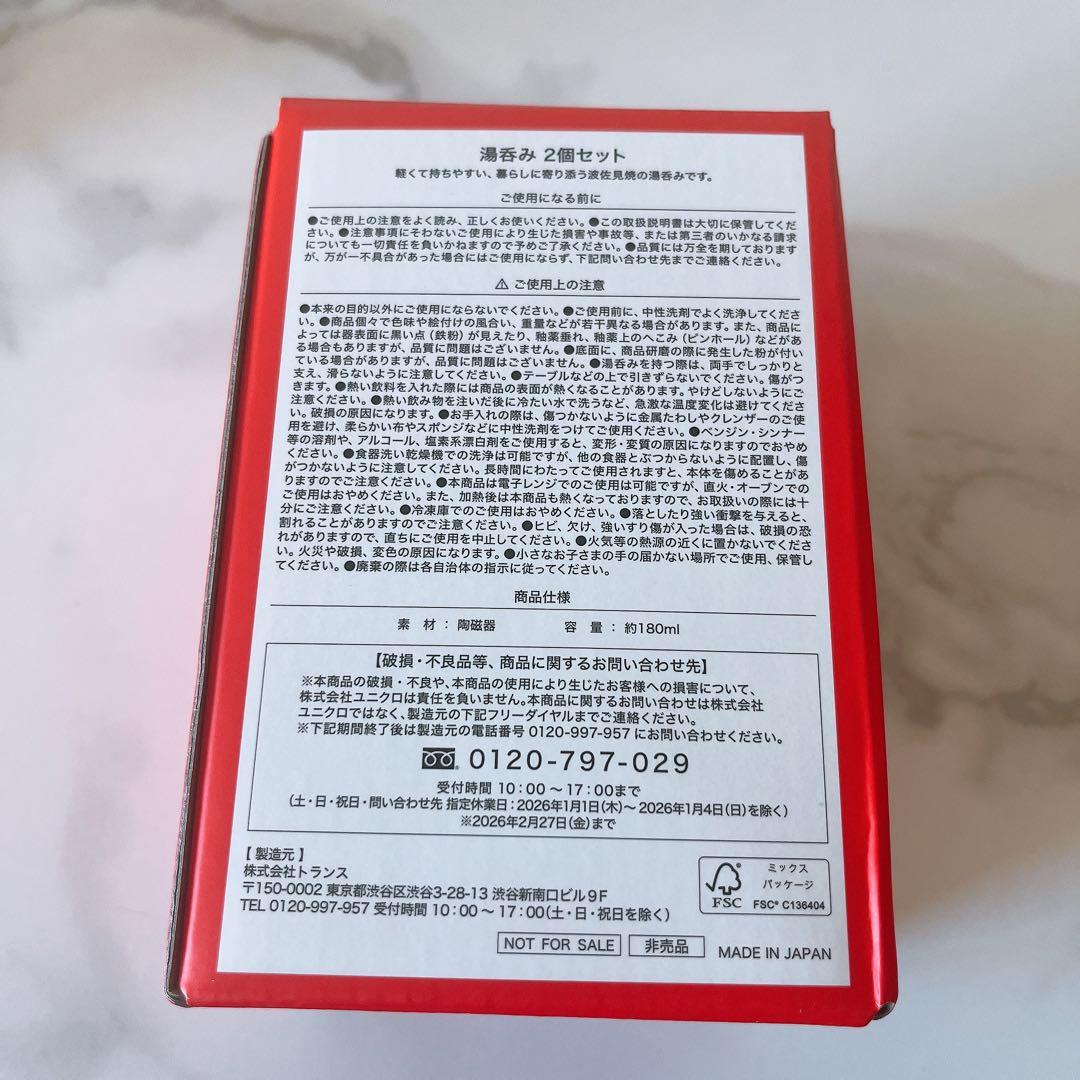 湯呑み 2個セット
軽くて持ちやすい、暮らしに寄り添う波佐見焼の湯呑みです。
ご使用になる前に
●ご使用上の注意をよく読み、正しくお使いください。●この取扱説明書は大切に保管してくだ
さい。●注意事項にそわないご使用により生じた損害や事故等、または第三者のいかなる請求
についても一切責任を負いかねますので予めご了承ください。●品質には万全を期しております
が、万が一不具合があった場合にはご使用にならず、下記問い合わせ先までご連絡ください。
⚠ ご使用上の注意
●本来の目的以外にご使用にならないでください。●ご使用前に、中性洗剤でよく洗浄してくださ
い。●商品個々で色味や絵付けの風合い、重量などが若干異なる場合があります。また、商品に
よっては器表面に黒い点（鉄粉）が見えたり、釉薬垂れ、釉薬上のへこみ（ピンホール）などがあ
る場合もありますが、品質に問題はございません。●底面に、商品研磨の際に発生した粉が付い
ている場合がありますが、品質に問題はございません。●湯呑みを持つ際は、両手でしっかりと
支え、滑らないように注意してください。●テーブルなどの上で引きずらないでください。傷がつ
きます。●熱い飲料を入れた際には商品の表面が熱くなることがあります。やけどしないようにご
注意ください。●熱い飲み物を注いだ後に冷たい水で洗うなど、急激な温度変化は避けてくださ
い。破損の原因になります。●お手入れの際は、傷つかないように金属たわしやクレンザーのご使
用を避け、柔らかい布やスポンジなどに中性洗剤をつけてご使用ください。●ベンジン・シンナー
等の溶剤や、アルコール、塩素系漂白剤をご使用すると、変形・変質の原因になりますのでおやめ
ください。●食器洗い乾燥機での洗浄は可能ですが、他の食器とぶつからないように配置し、傷
がつかないように注意してください。長時間にわたってご使用されますと、本体を傷めることがあ
りますのでご注意ください。●本商品は電子レンジでのご使用は可能ですが、直火・オーブンでの
ご使用はおやめください。また、加熱後は本商品も熱くなっておりますので、お取扱いの際には十
分にご注意ください。●冷凍庫でのご使用はおやめください。●落としたり強い衝撃を与えると、
割れることがありますのでご注意ください。●ヒビ、欠け、強いすり傷が入った場合は、破損の恐
れがありますので、直ちにご使用を中止してください。●火気等の熱源の近くに置かないでくださ
い。火災や破損、変色の原因になります。●小さなお子さまの手の届かない場所でご使用、保管し
てください。●廃棄の際は各自治体の指示に従ってください。
商品仕様
素 材 ： 陶磁器 容 量 ： 約180ml
【破損・不良品等、商品に関するお問い合わせ先】
※本商品の破損・不良や、本商品の使用により生じたお客様への損害について、
株式会社ユニクロは責任を負いません。本商品に関するお問い合わせは株式会社
ユニクロではなく、製造元の下記フリーダイヤルまでご連絡ください。
※下記期間終了後は製造元の電話番号 0120-997-957 にお問い合わせください。
0120-797-029
受付時間 10：00 〜 17：00まで
（土・日・祝日・問い合わせ先 指定休業日：2026年1月1日（木）〜 2026年1月4日（日）を除く）
※2026年2月27日（金）まで
【 製造元 】
株式会社トランス
〒150-0002 東京都渋谷区渋谷3-28-13 渋谷新南口ビル９F
TEL 0120-997-957 受付時間 10：00 〜 17：00（土・日・祝日を除く）
FSC
ミックス
パッケージ
FSC® C136404
NOT FOR SALE 非売品 MADE IN JAPAN